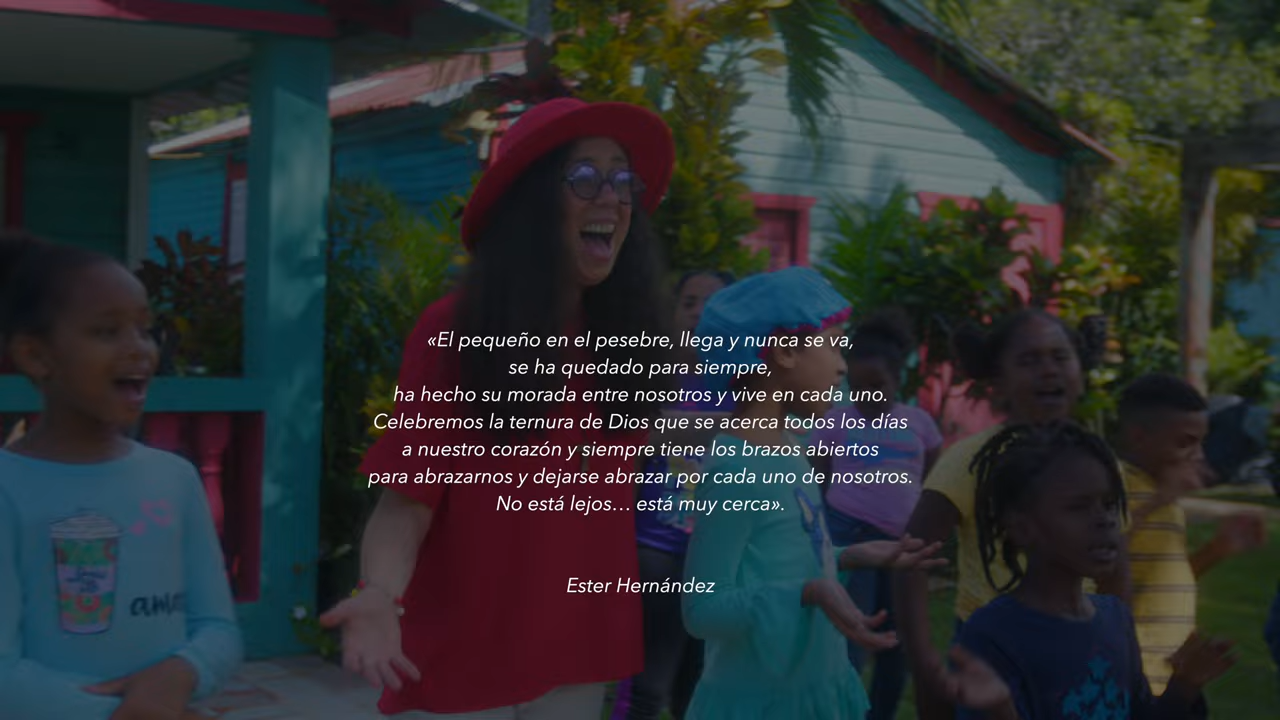 «El pequeño en el pesebre, llega y nunca se va,
se ha quedado para siempre,
ha hecho su morada entre nosotros y vive en cada uno.
Celebremos la ternura de Dios que se acerca todos los días
a nuestro corazón y siempre tiene los brazos abiertos
para abrazarnos y dejarse abrazar por cada uno de nosotros.
No está lejos… está muy cerca».
Ester Hernández